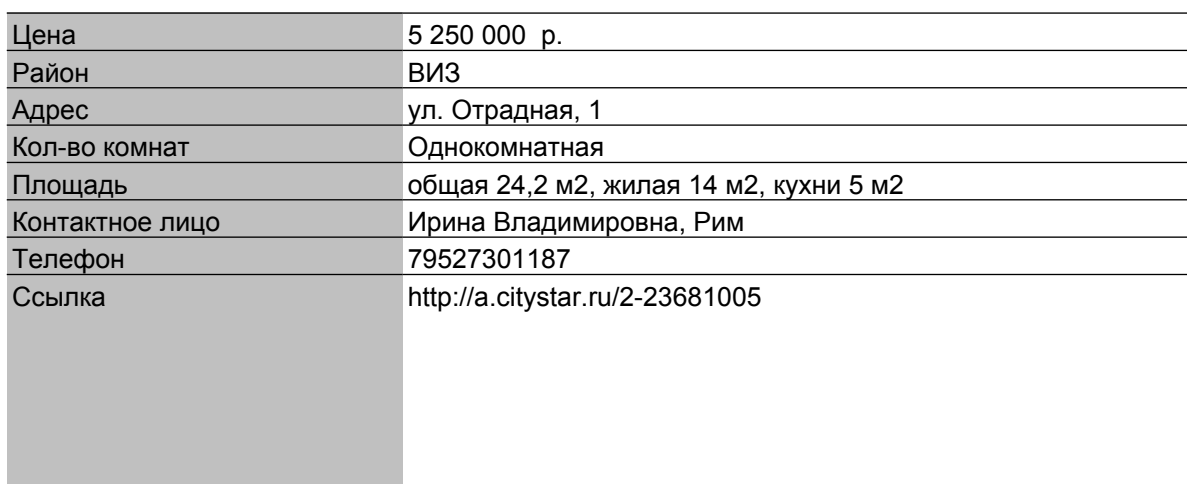 Цена 5 250 000 р.
Район ВИЗ
Адрес ул. Отрадная, 1
Кол-во комнат Однокомнатная
Площадь общая 24,2 м2, жилая 14 м2, кухни 5 м2
Контактное лицо Ирина Владимировна, Рим
Телефон 79527301187
Ссылка http://a.citystar.ru/2-23681005